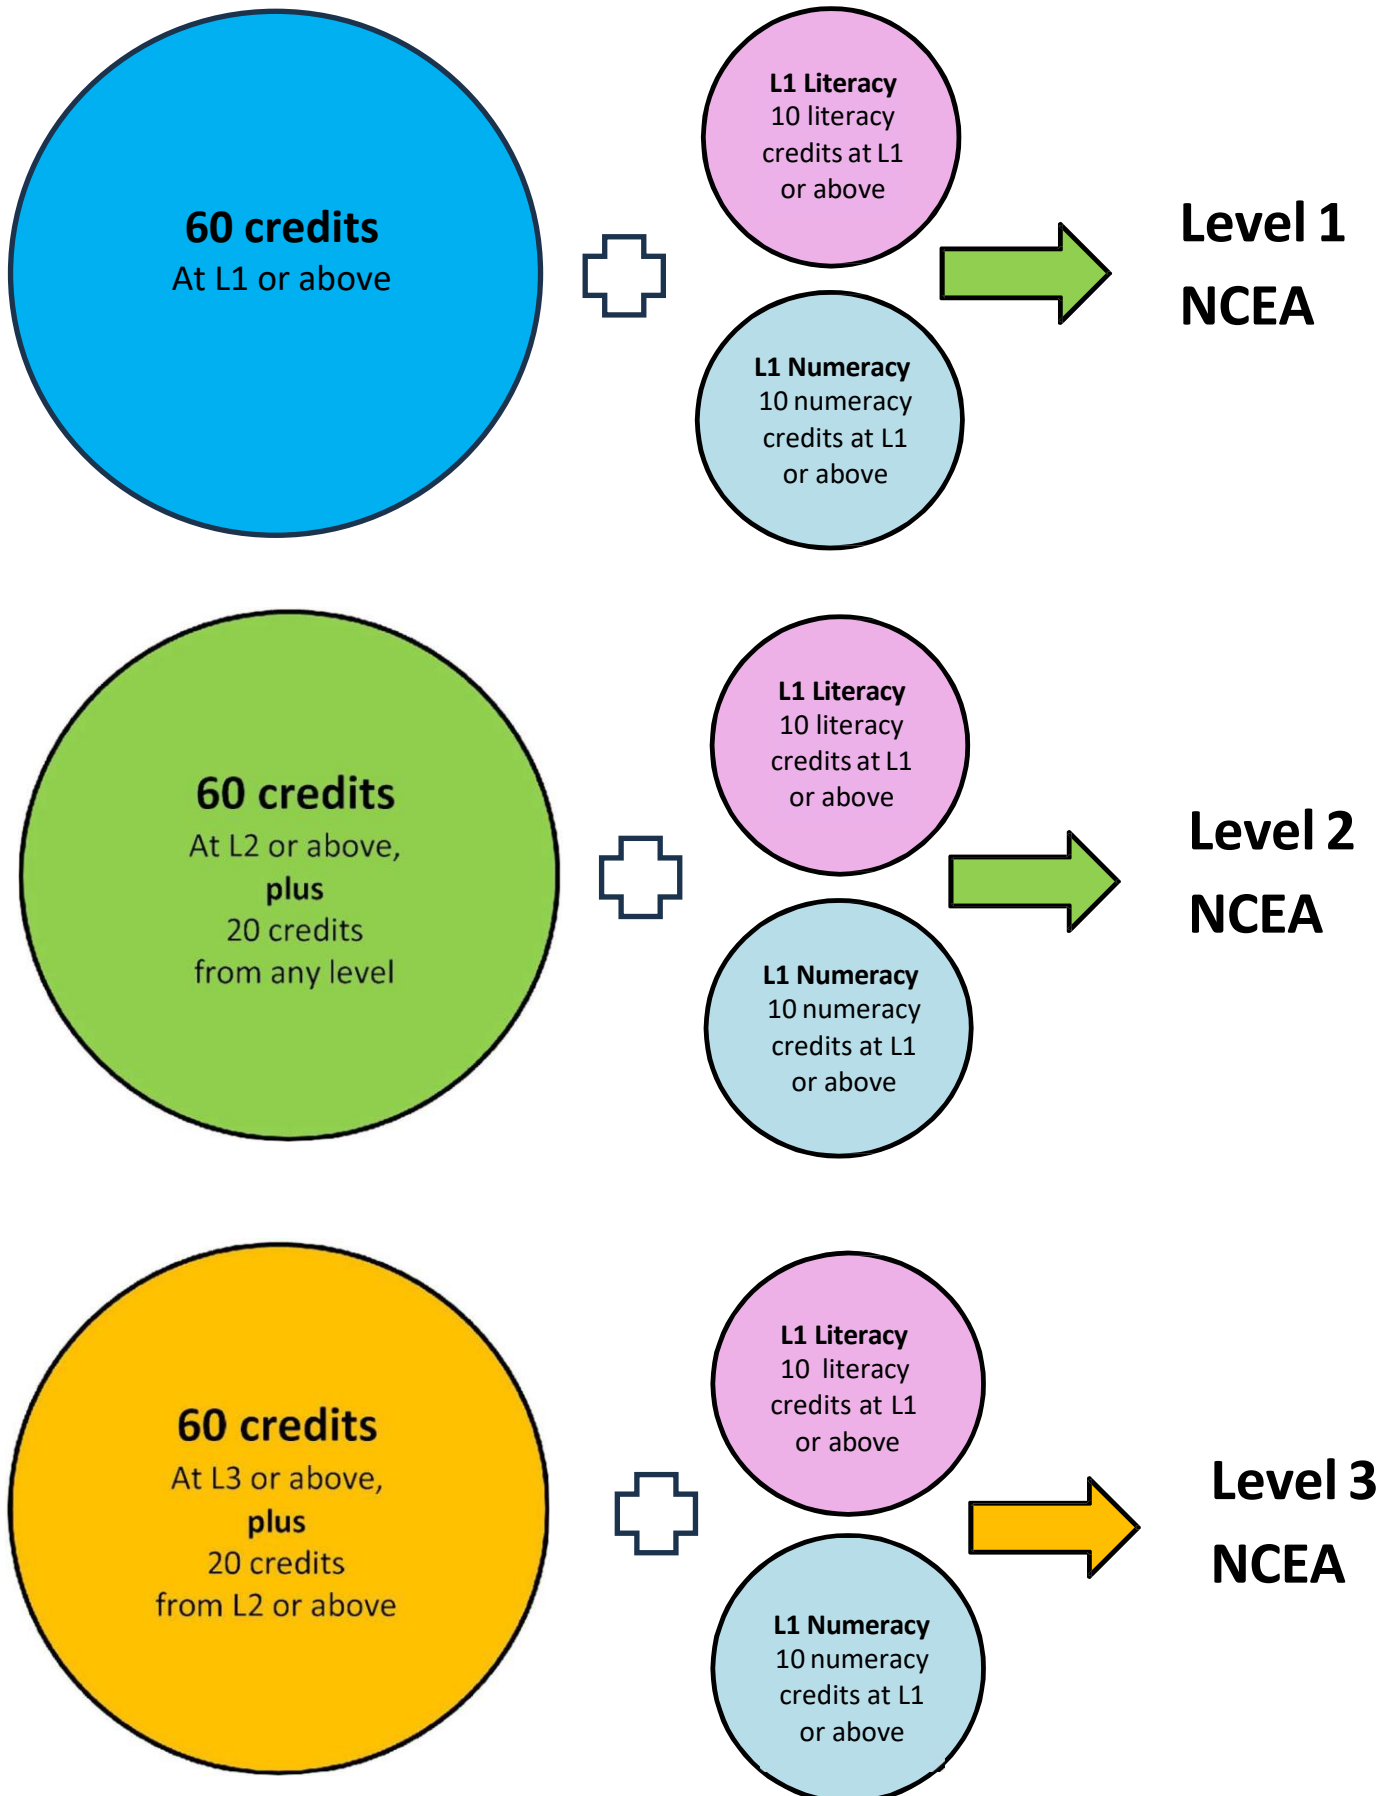 60 credits
At L1 or above
L1 Literacy
10 literacy
credits at L1
or above
L1 Numeracy
10 numeracy
credits at L1
or above
Level 1
NCEA
60 credits
At L2 or above,
plus
20 credits
from any level
L1 Literacy
10 literacy
credits at L1
or above
L1 Numeracy
10 numeracy
credits at L1
or above
Level 2
NCEA
60 credits
At L3 or above,
plus
20 credits
from L2 or above
L1 Literacy
10 literacy
credits at L1
or above
L1 Numeracy
10 numeracy
credits at L1
or above
Level 3
NCEA